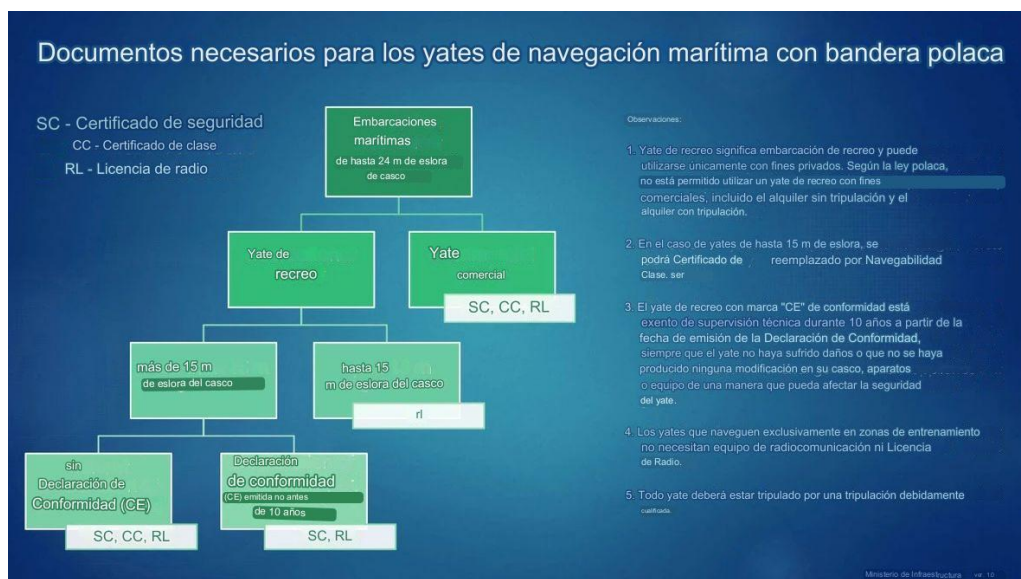 Documentos necesarios para los yates de navegación marítima con bandera polaca
SC - Certificado de seguridad
CC - Certificado de clase
RL - Licencia de radio
Embarcaciones
marítimas
de hasta 24 m de eslora
de casco
Yate de
recreo
Yate
comercial
SC, CC, RL
más de 15 m
de eslora del casco
hasta 15
m de eslora del casco
rl
sin
Declaración de
Conformidad (CE)
SC, CC, RL
Declaración
de conformidad
(CE) emitida no antes
de 10 años
SC, RL
Observaciones:
1. Yate de recreo significa embarcación de recreo y puede
utilizarse únicamente con fines privados. Según la ley polaca,
no está permitido utilizar un yate de recreo con fines
comerciales, incluido el alquiler sin tripulación y el
alquiler con tripulación.
2. En el caso de yates de hasta 15 m de eslora, se
podrá Certificado de reemplazado por Navegabilidad
Clase. ser
3. El yate de recreo con marca "CE" de conformidad está
exento de supervisión técnica durante 10 años a partir de la
fecha de emisión de la Declaración de Conformidad,
siempre que el yate no haya sufrido daños o que no se haya
producido ninguna modificación en su casco, aparatos
o equipo de una manera que pueda afectar la seguridad
del yate.
4. Los yates que naveguen exclusivamente en zonas de entrenamiento
no necesitan equipo de radiocomunicación ni Licencia
de Radio.
5. Todo yate deberá estar tripulado por una tripulación debidamente
cualificada.
Ministerio de Infraestructura